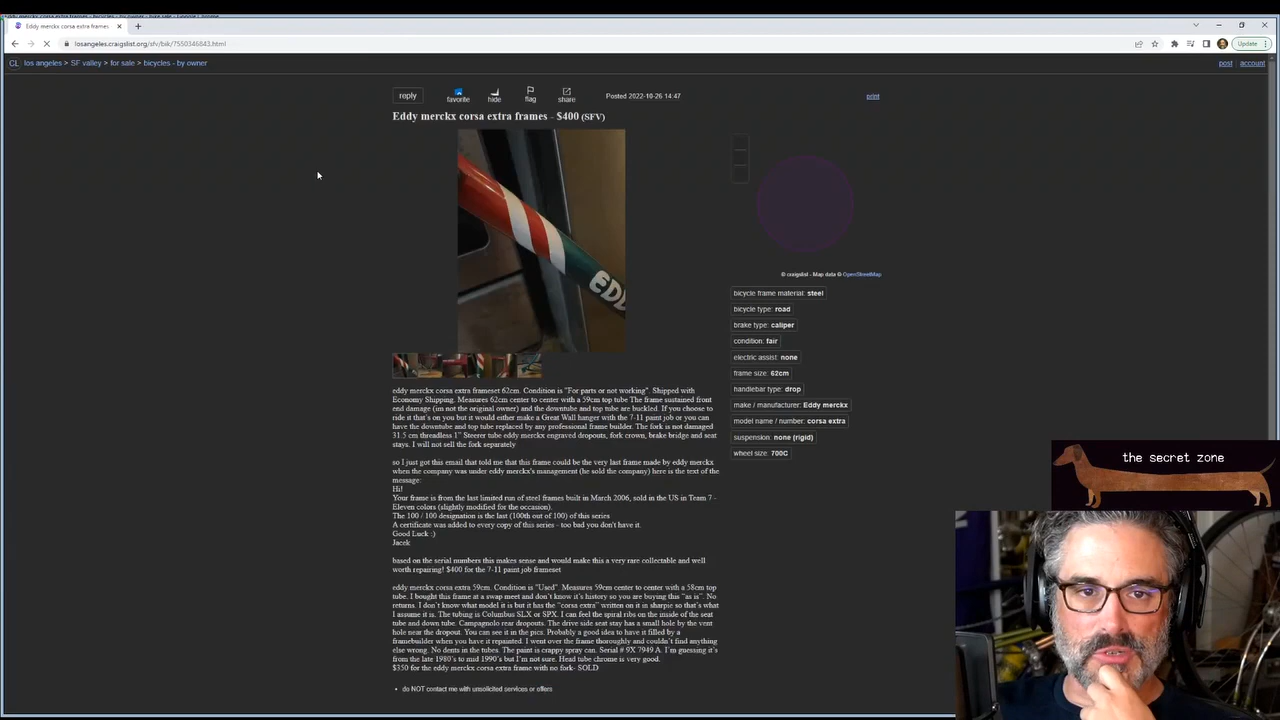 Eddy merckx corsa extra frames
losangeles.craigslist.org/sfv/bik/7550346843.html
Update
CL los angeles > SF valley > for sale > bicycles - by owner
post account
reply favorite hide flag share Posted 2022-10-26 14:47 print
Eddy merckx corsa extra frames - $400 (SFV)
EDD
© craigslist - Map data © OpenStreetMap
bicycle frame material: steel
bicycle type: road
brake type: caliper
condition: fair
electric assist: none
frame size: 62cm
handlebar type: drop
make / manufacturer: Eddy merckx
model name / number: corsa extra
suspension: none (rigid)
wheel size: 700C
eddy merckx corsa extra frameset 62cm. Condition is "For parts or not working". Shipped with
Economy Shipping. Measures 62cm center to center with a 59cm top tube The frame sustained front
end damage (im not the original owner) and the downtube and top tube are buckled. If you choose to
ride it that's on you but it would either make a Great Wall hanger with the 7-11 paint job or you can
have the downtube and top tube replaced by any professional frame builder. The fork is not damaged
31.5 cm threadless 1" Steerer tube eddy merckx engraved dropouts, fork crown, brake bridge and seat
stays. I will not sell the fork separately
so I just got this email that told me that this frame could be the very last frame made by eddy merckx
when the company was under eddy merckx's management (he sold the company) here is the text of the
message:
Hi!
Your frame is from the last limited run of steel frames built in March 2006, sold in the US in Team 7 -
Eleven colors (slightly modified for the occasion).
The 100 / 100 designation is the last (100th out of 100) of this series
A certificate was added to every copy of this series - too bad you don't have it.
Good Luck :)
Jacek
based on the serial numbers this makes sense and would make this a very rare collectable and well
worth repairing! $400 for the 7-11 paint job frameset
eddy merckx corsa extra 59cm. Condition is "Used". Measures 59cm center to center with a 58cm top
tube. I bought this frame at a swap meet and don't know it's history so you are buying this "as is". No
returns. I don't know what model it is but it has the "corsa extra" written on it in sharpie so that's what
I assume it is. The tubing is Columbus SLX or SPX. I can feel the spiral ribs on the inside of the seat
tube and down tube. Campagnolo rear dropouts. The drive side seat stay has a small hole by the vent
hole near the dropout. You can see it in the pics. Probably a good idea to have it filled by a
framebuilder when you have it repainted. I went over the frame thoroughly and couldn't find anything
else wrong. No dents in the tubes. The paint is crappy spray can. Serial # 9X 7949 A. I'm guessing it's
from the late 1980's to mid 1990's but I'm not sure. Head tube chrome is very good.
$350 for the eddy merckx corsa extra frame with no fork- SOLD
• do NOT contact me with unsolicited services or offers
the secret zone